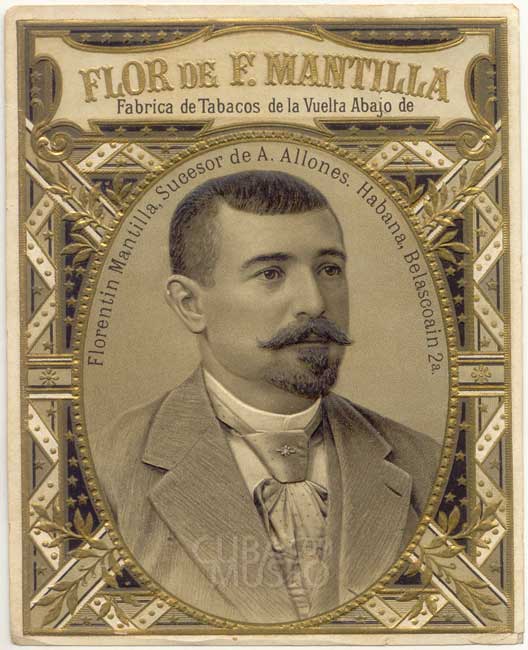 FLOR DE F. MANTILLA
Fabrica de Tabacos de la Vuelta Abajo de
Florentin Mantilla, Sucesor de A. Allones. Habana, Belascoain 2a.
CUBA
MUSEO